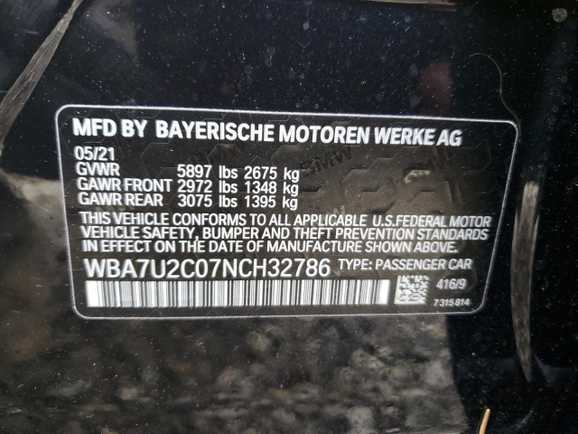 MFD BY BAYERISCHE MOTOREN WERKE AG
05/21
GVWR 5897 lbs 2675 kg
GAWR FRONT 2972 lbs 1348 kg
GAWR REAR 3075 lbs 1395 kg
THIS VEHICLE CONFORMS TO ALL APPLICABLE U.S.FEDERAL MOTOR
VEHICLE SAFETY, BUMPER AND THEFT PREVENTION STANDARDS
IN EFFECT ON THE DATE OF MANUFACTURE SHOWN ABOVE.
WBA7U2C07NCH32786 TYPE: PASSENGER CAR
416/9
7315814